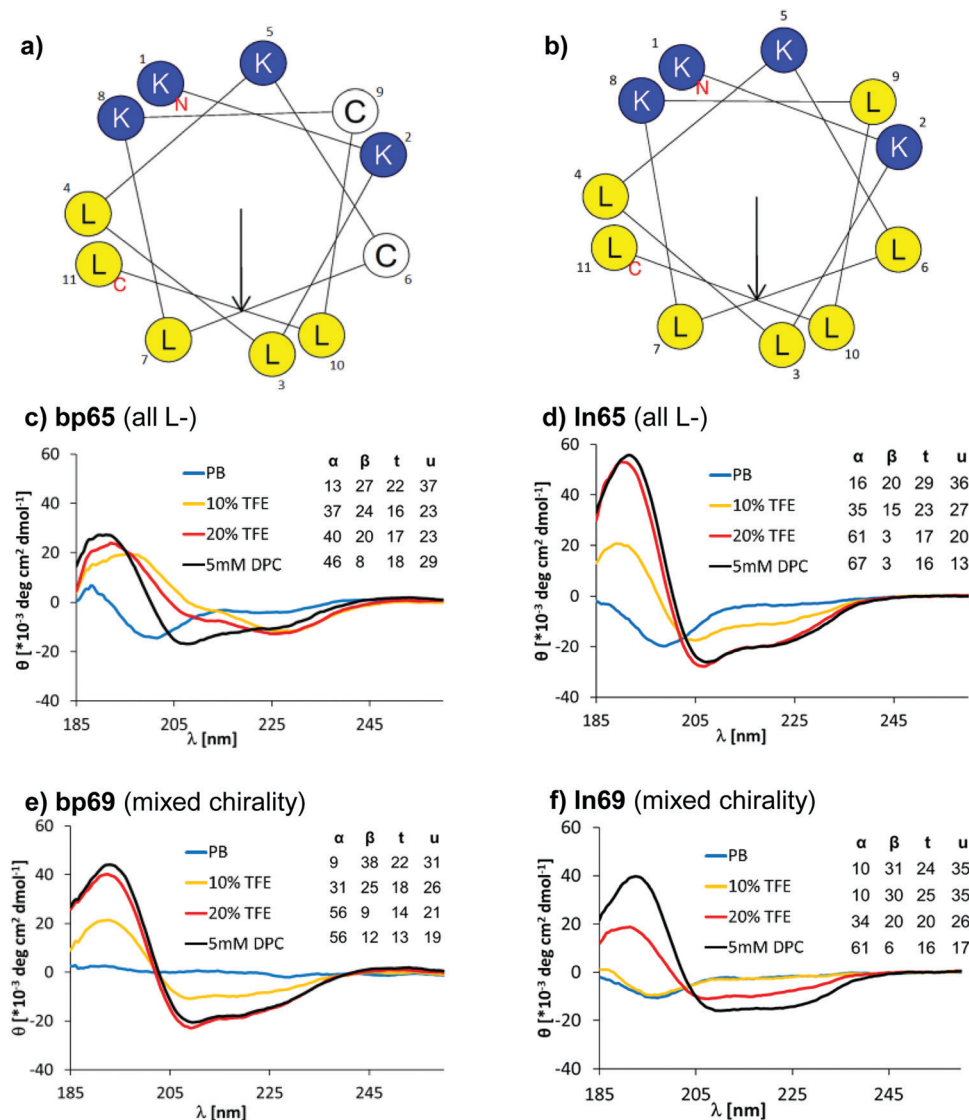 a)
b)
1
K
N
5
K
8
K
C
9
K
2
4
L
11
L
C
C
6
L
7
L
3
L
10
1
K
N
5
K
8
K
L
9
K
2
4
L
11
L
C
L
6
L
7
L
3
L
10
c) bp65 (all L-)
θ [*10⁻³ deg cm² dmol⁻¹]
60
40
20
0
-20
-40
185 205 225 245
λ [nm]
α β t u
PB 13 27 22 37
10% TFE 37 24 16 23
20% TFE 40 20 17 23
5mM DPC 46 8 18 29
d) ln65 (all L-)
θ [*10⁻³ deg cm² dmol⁻¹]
60
40
20
0
-20
-40
185 205 225 245
λ [nm]
α β t u
PB 16 20 29 36
10% TFE 35 15 23 27
20% TFE 61 3 17 20
5mM DPC 67 3 16 13
e) bp69 (mixed chirality)
θ [*10⁻³ deg cm² dmol⁻¹]
60
40
20
0
-20
-40
185 205 225 245
λ [nm]
α β t u
PB 9 38 22 31
10% TFE 31 25 18 26
20% TFE 56 9 14 21
5mM DPC 56 12 13 19
f) ln69 (mixed chirality)
θ [*10⁻³ deg cm² dmol⁻¹]
60
40
20
0
-20
-40
185 205 225 245
λ [nm]
α β t u
PB 10 31 24 35
10% TFE 10 30 25 35
20% TFE 34 20 20 26
5mM DPC 61 6 16 17